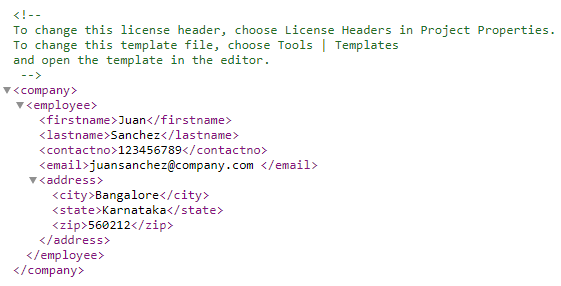 <!--
To change this license header, choose License Headers in Project Properties.
To change this template file, choose Tools | Templates
and open the template in the editor.
-->
<company>
<employee>
<firstname>Juan</firstname>
<lastname>Sanchez</lastname>
<contactno>123456789</contactno>
<email>juansanchez@company.com </email>
<address>
<city>Bangalore</city>
<state>Karnataka</state>
<zip>560212</zip>
</address>
</employee>
</company>